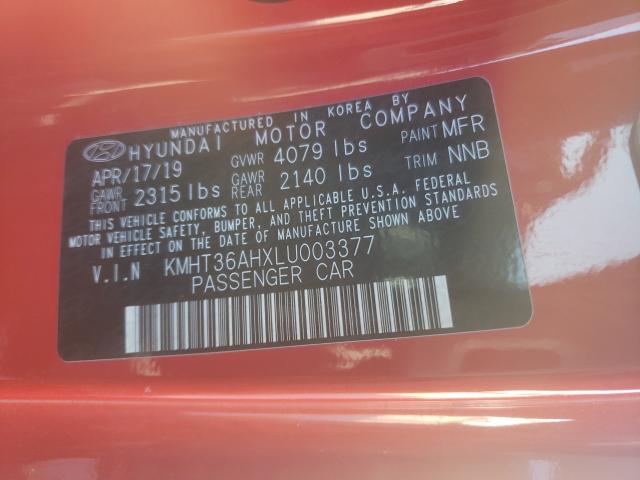 MANUFACTURED IN KOREA BY
HYUNDAI MOTOR COMPANY
APR/17/19 GVWR 4079 lbs PAINT MFR
GAWR FRONT 2315 lbs GAWR REAR 2140 lbs TRIM NNB
THIS VEHICLE CONFORMS TO ALL APPLICABLE U.S.A. FEDERAL
MOTOR VEHICLE SAFETY, BUMPER, AND THEFT PREVENTION STANDARDS
IN EFFECT ON THE DATE OF MANUFACTURE SHOWN ABOVE
V.I.N KMHT36AHXLU003377
PASSENGER CAR